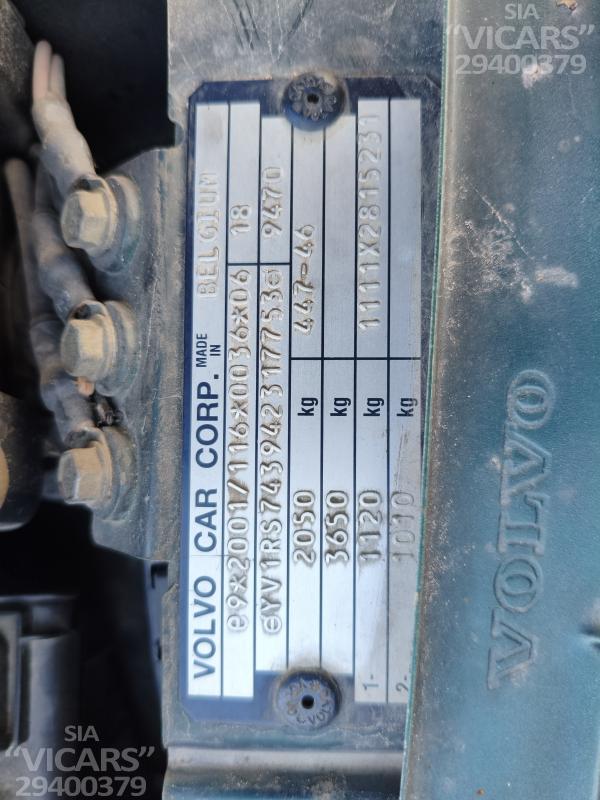 SIA
“VICARS”
29400379
VOLVO CAR CORP. MADE IN BELGIUM
e9*2001/116*0036*06 18
YV1RS743942317753 9470
2050 kg 447-46
3650 kg
1- 1120 kg 1111X2815231
2- 1010 kg
VOLVO
SIA
“VICARS”
29400379